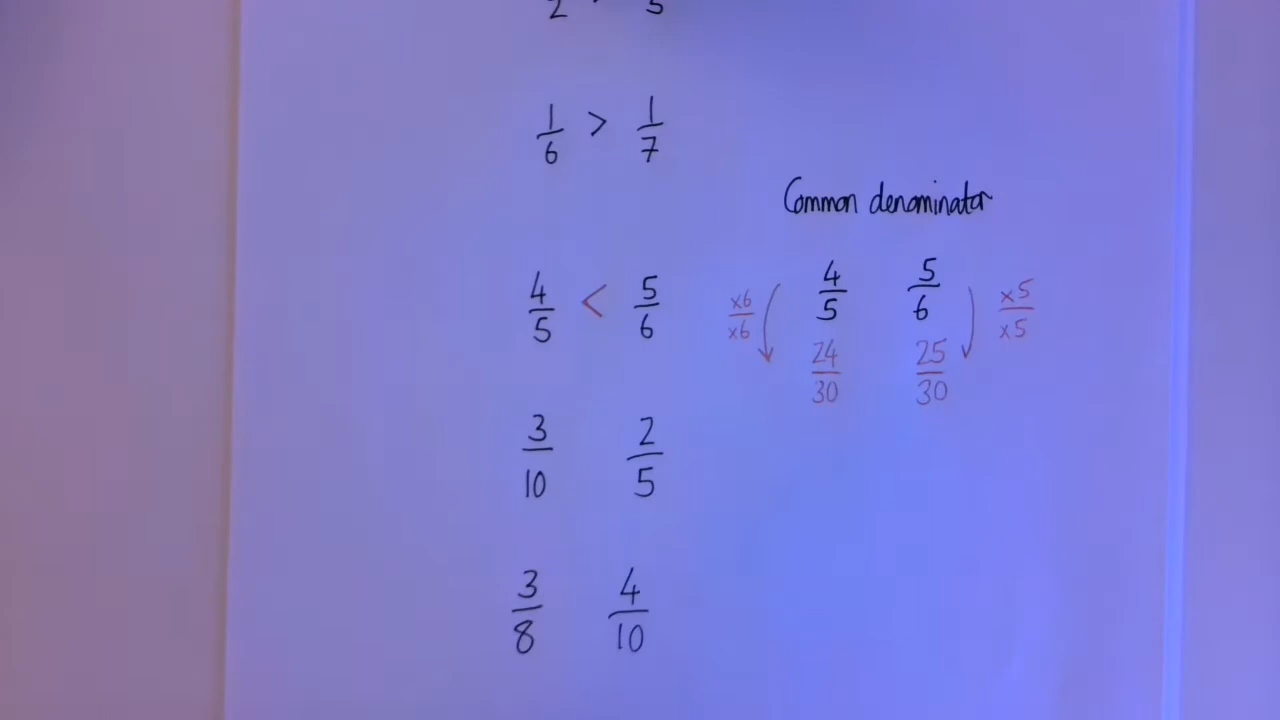 1/6 > 1/7
Common denominator
4/5 < 5/6
×6/×6 4/5 5/6 ×5/×5
24/30 25/30
3/10 2/5
3/8 4/10